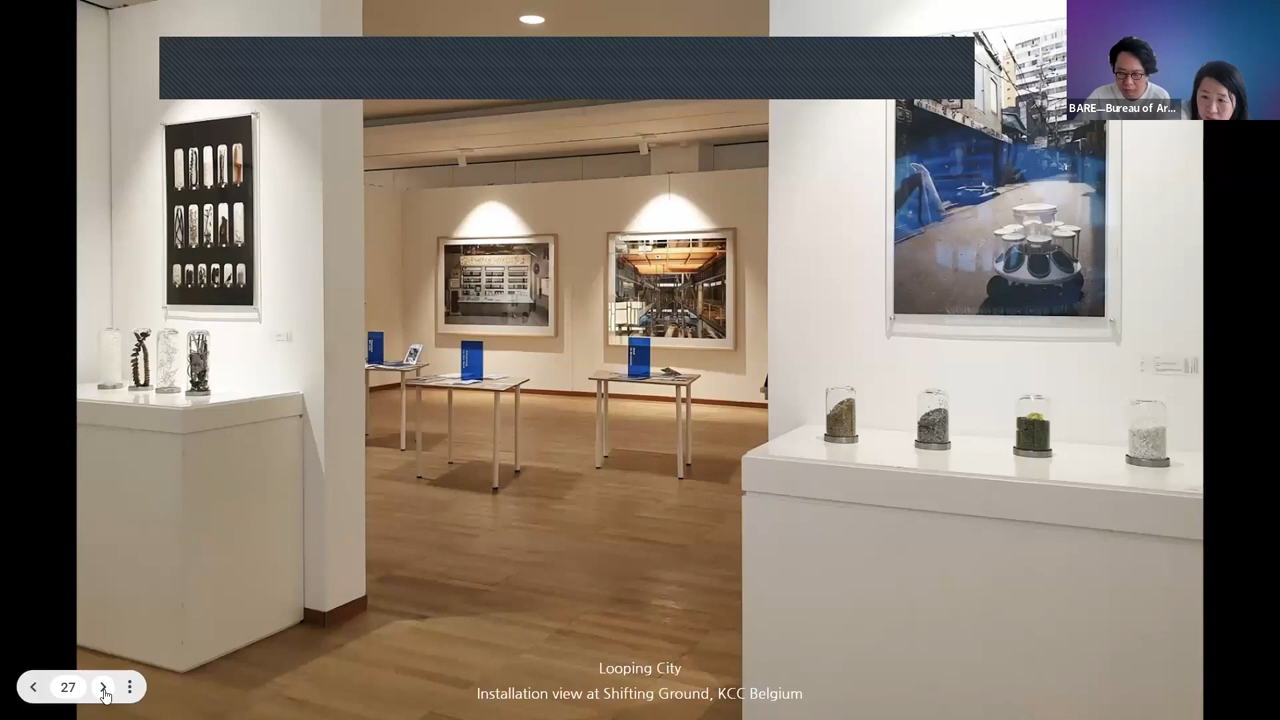 BARE—Bureau of Ar...
Looping City
Installation view at Shifting Ground, KCC Belgium
27